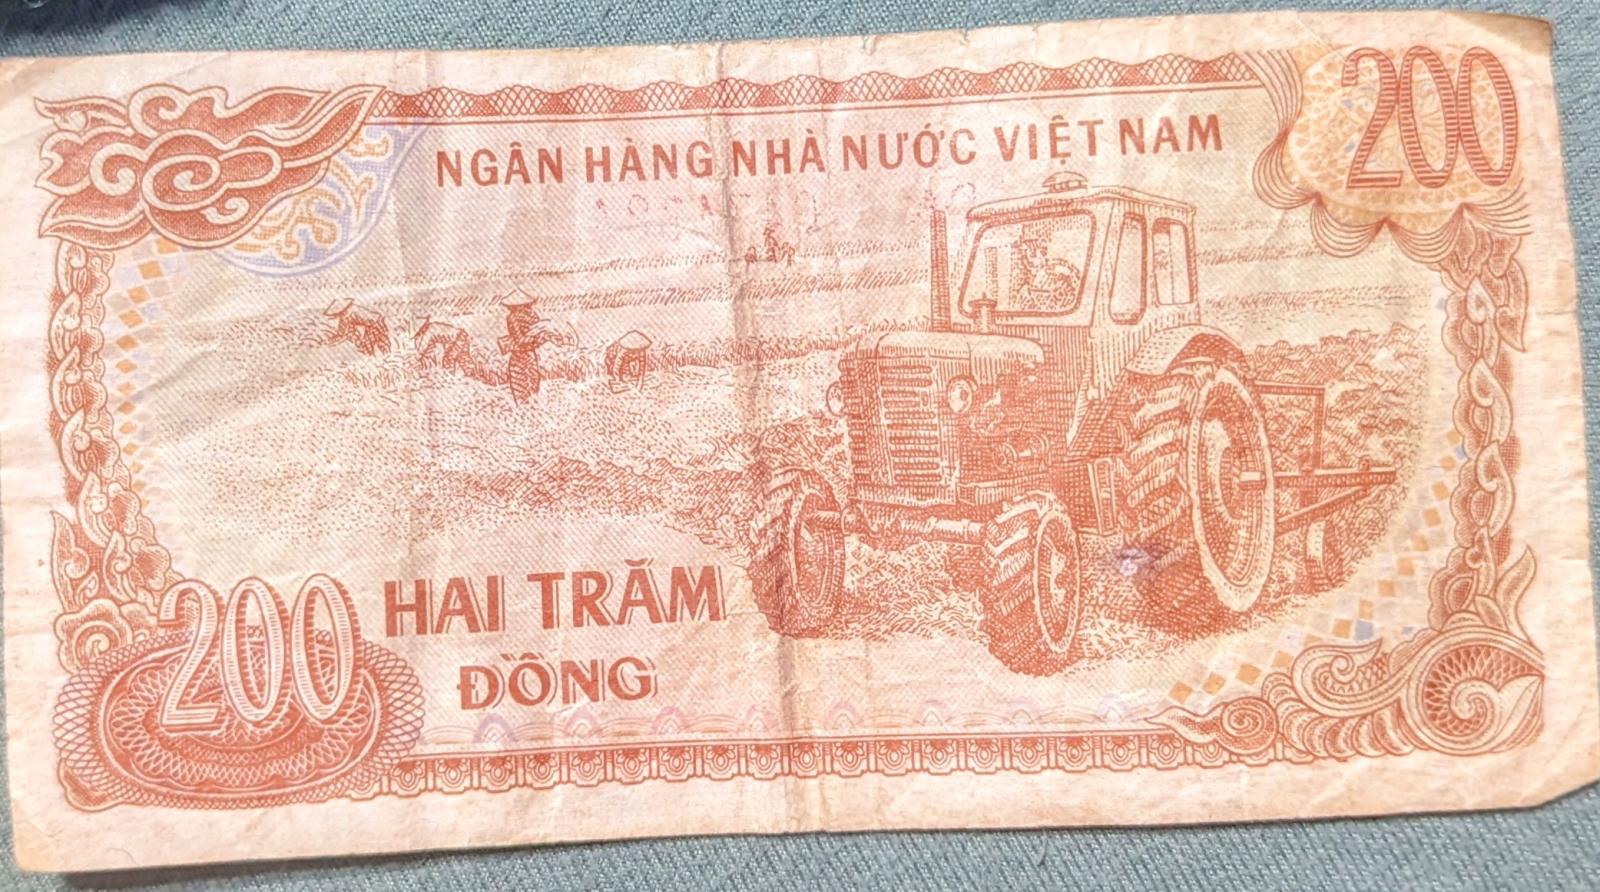 NGÂN HÀNG NHÀ NƯỚC VIỆT NAM
200
200
HAI TRĂM
ĐỒNG